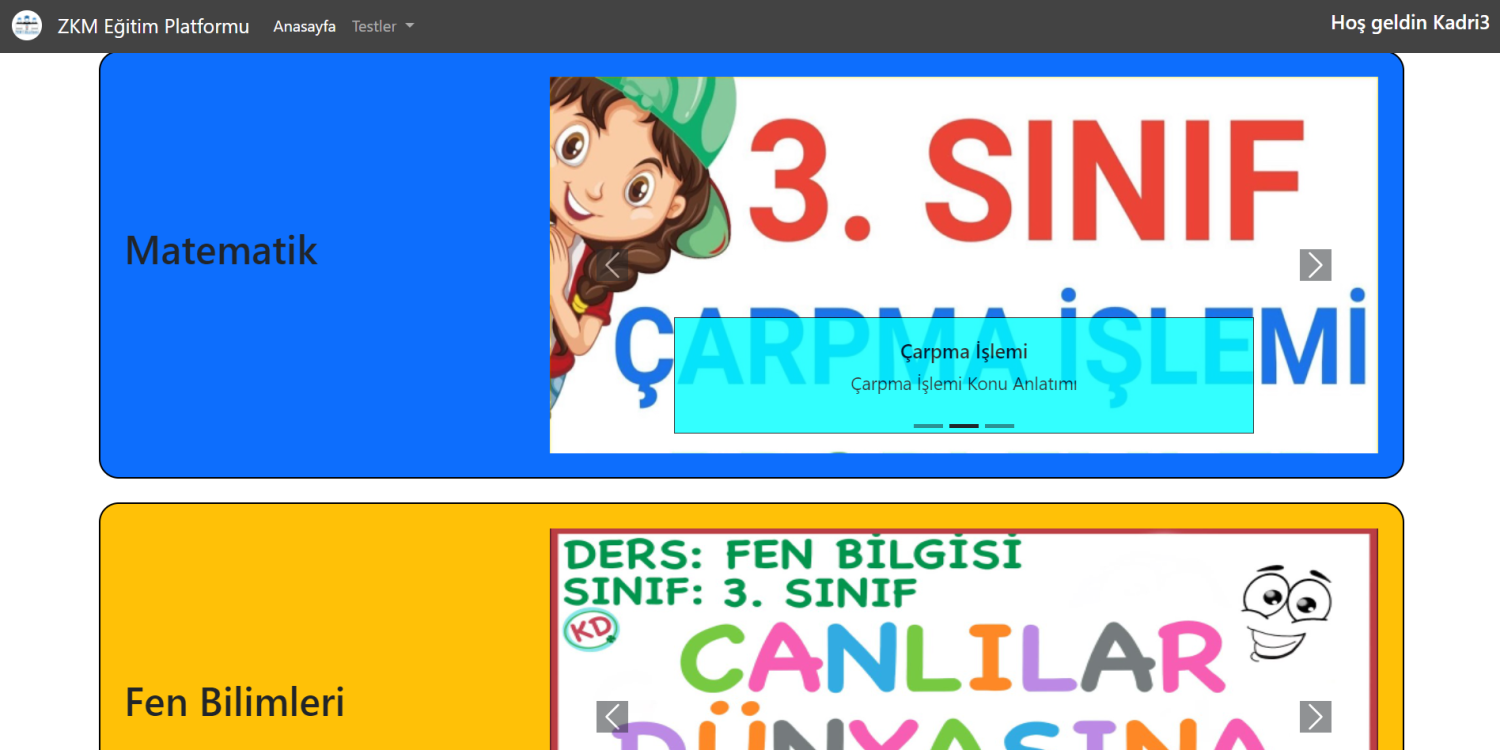 ZKM Eğitim Platformu Anasayfa Testler Hoş geldin Kadri3
Matematik
3. SINIF
ÇARPMA İŞLEMİ
Çarpma İşlemi
Çarpma İşlemi Konu Anlatımı
DERS: FEN BİLGİSİ
SINIF: 3. SINIF
KD
CANLILAR
DÜNYASINA
Fen Bilimleri